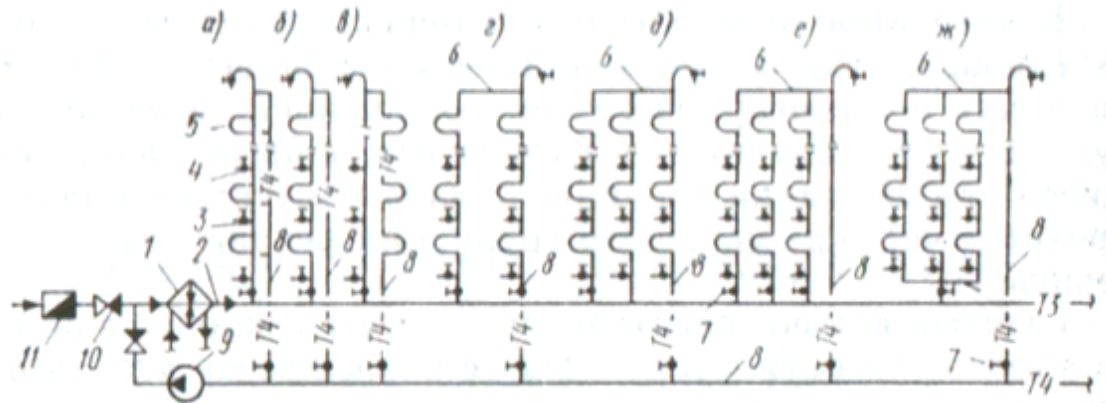 а) б) в) г) д) е) ж)
6 6 6 6
5
4
Т4 Т4 Т4
3
1 2 8 8 8 8 8 8 8
7 Т3
Т4 Т4 Т4 Т4 Т4 Т4 Т4
11 10 9 8 7 Т4